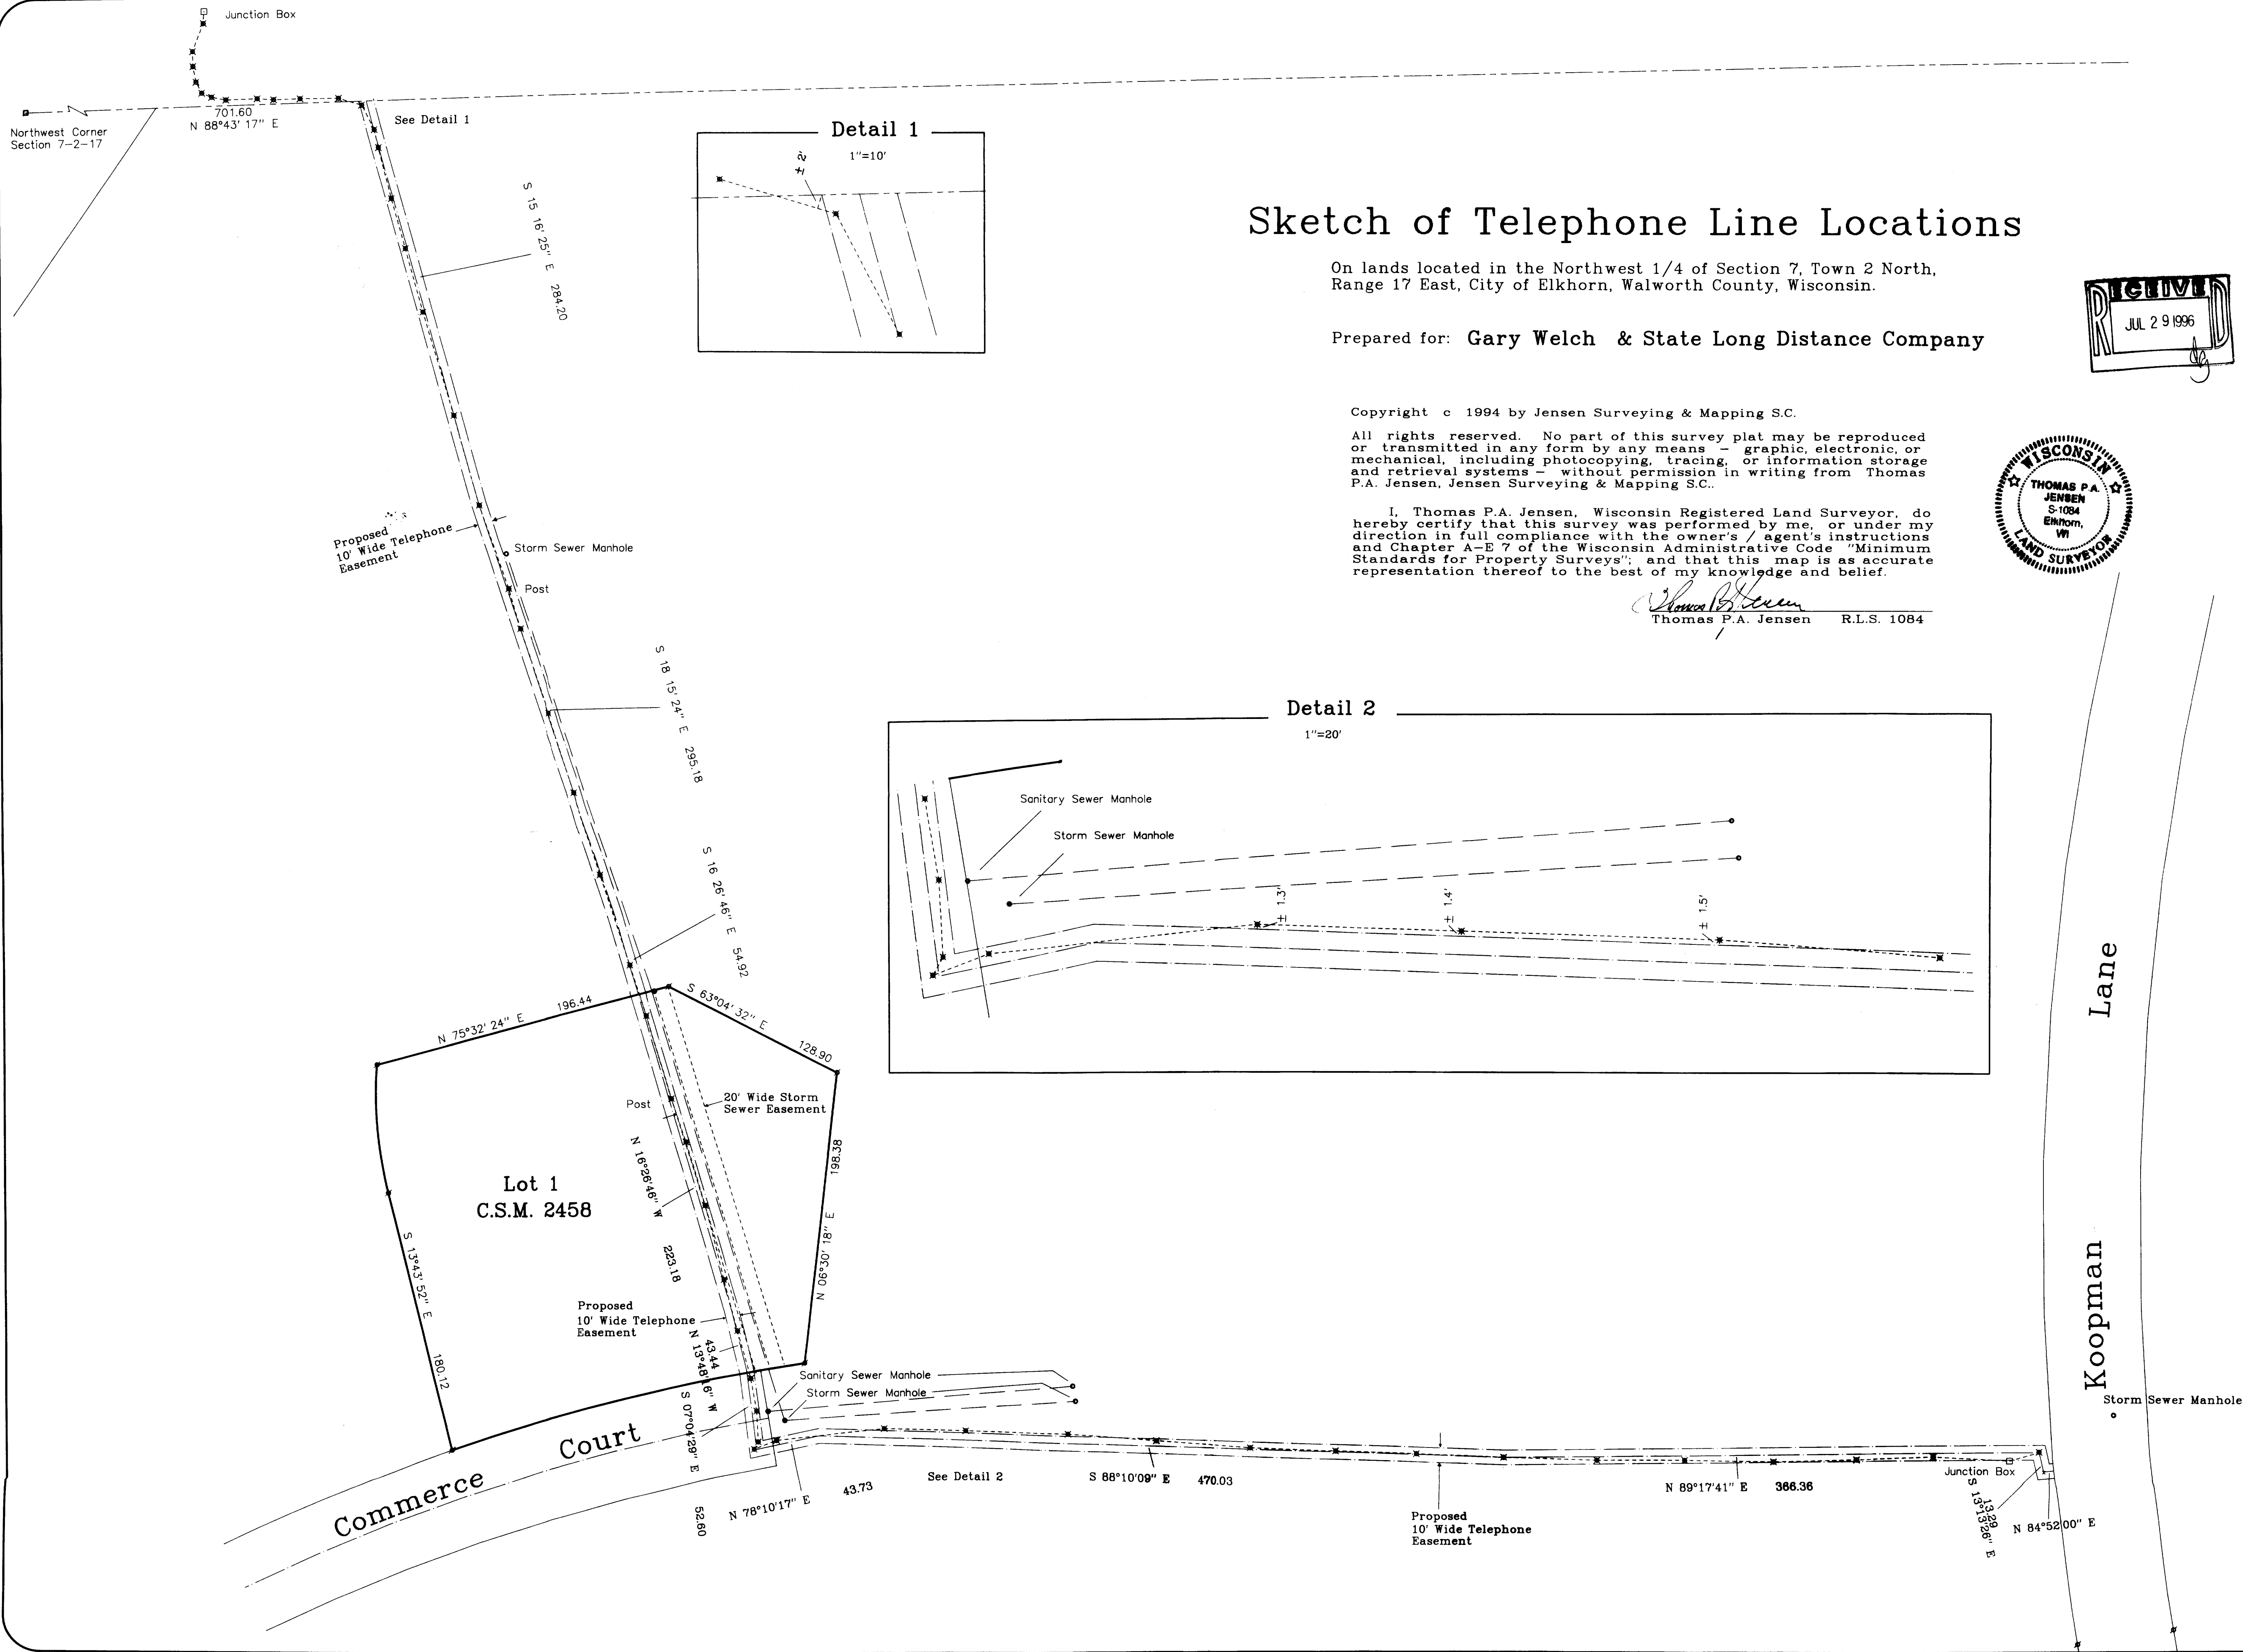 Junction Box
Northwest Corner
Section 7-2-17
701.60
N 88°43' 17" E
See Detail 1
Detail 1
1"=10'
± 2'
S 15 16' 25" E 284.20
Sketch of Telephone Line Locations
On lands located in the Northwest 1/4 of Section 7, Town 2 North,
Range 17 East, City of Elkhorn, Walworth County, Wisconsin.
Prepared for: Gary Welch & State Long Distance Company
RECEIVED
JUL 29 1996
Copyright c 1994 by Jensen Surveying & Mapping S.C.
All rights reserved. No part of this survey plat may be reproduced
or transmitted in any form by any means – graphic, electronic, or
mechanical, including photocopying, tracing, or information storage
and retrieval systems – without permission in writing from Thomas
P.A. Jensen, Jensen Surveying & Mapping S.C..
I, Thomas P.A. Jensen, Wisconsin Registered Land Surveyor, do
hereby certify that this survey was performed by me, or under my
direction in full compliance with the owner's / agent's instructions
and Chapter A–E 7 of the Wisconsin Administrative Code "Minimum
Standards for Property Surveys"; and that this map is as accurate
representation thereof to the best of my knowledge and belief.
Thomas P.A. Jensen R.L.S. 1084
WISCONSIN
THOMAS P.A.
JENSEN
S-1084
Elkhorn,
WI
LAND SURVEYOR
Proposed
10' Wide Telephone
Easement
Storm Sewer Manhole
Post
S 18 15' 24" E 295.18
S 16 26' 46" E 54.92
Detail 2
1"=20'
Sanitary Sewer Manhole
Storm Sewer Manhole
± 1.3'
± 1.4'
± 1.5'
N 75°32' 24" E 196.44
S 63°04' 32" E 128.90
Post
20' Wide Storm
Sewer Easement
N 16°26'46" W 223.18
Lot 1
C.S.M. 2458
N 06°30' 18" E 198.38
S 13°43' 52" E 180.12
Proposed
10' Wide Telephone
Easement
43.44
N 13°48'16" W
Sanitary Sewer Manhole
Storm Sewer Manhole
S 07°04'29" E 52.60
Commerce Court
N 78°10'17" E 43.73
See Detail 2
S 88°10'09" E 470.03
Proposed
10' Wide Telephone
Easement
N 89°17'41" E 366.36
Junction Box
13.29
S 13°13'26" E
N 84°52'00" E
Koopman Lane
Storm Sewer Manhole